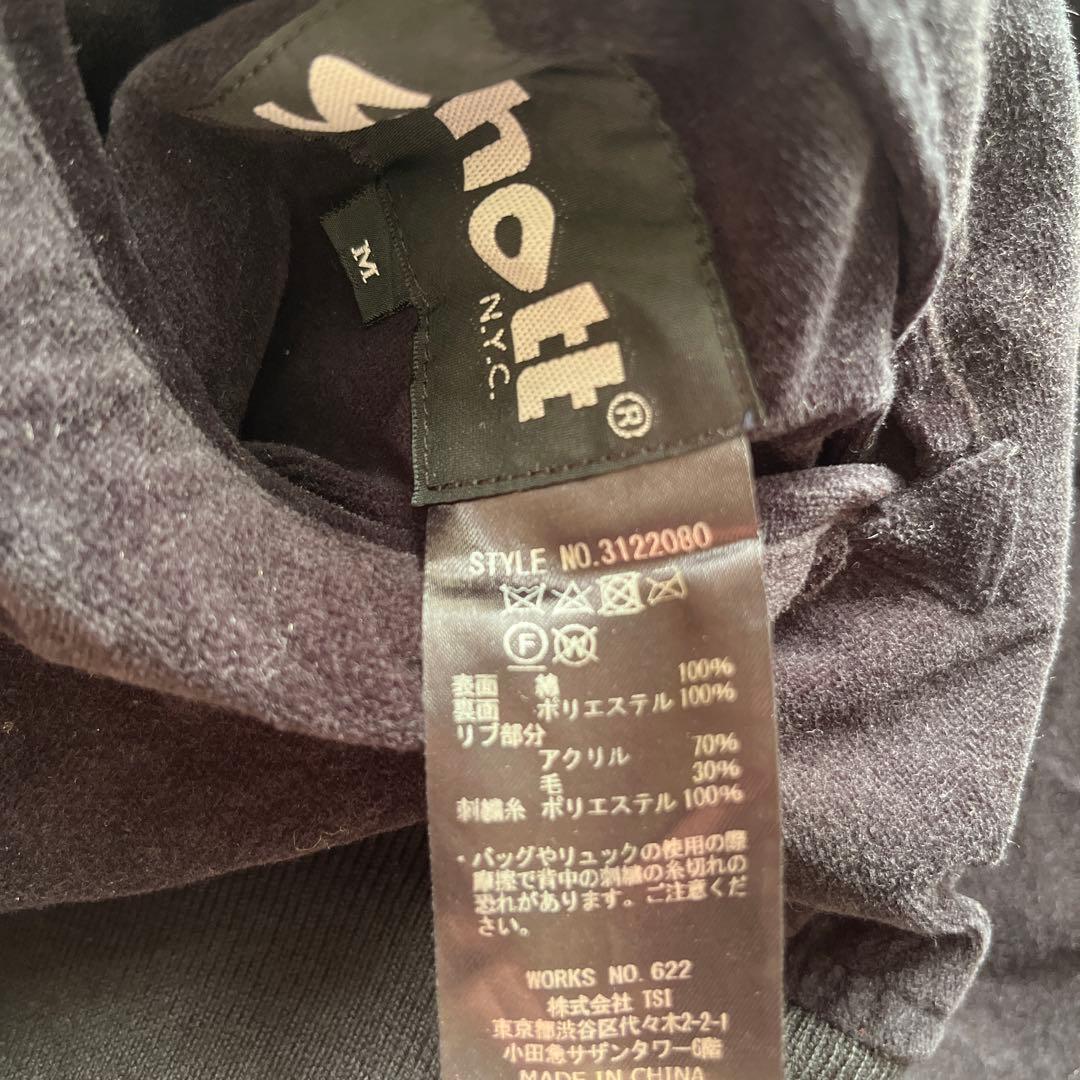 Schott
N.Y.C.
®
M
STYLE NO.3122080
F W
表面 綿 100%
裏面 ポリエステル 100%
リブ部分
アクリル 70%
毛 30%
刺繍糸 ポリエステル 100%
・バッグやリュックの使用の際
摩擦で背中の刺繍の糸切れの
恐れがあります。ご注意くだ
さい。
WORKS NO. 622
株式会社 TSI
東京都渋谷区代々木2-2-1
小田急サザンタワー6階
MADE IN CHINA